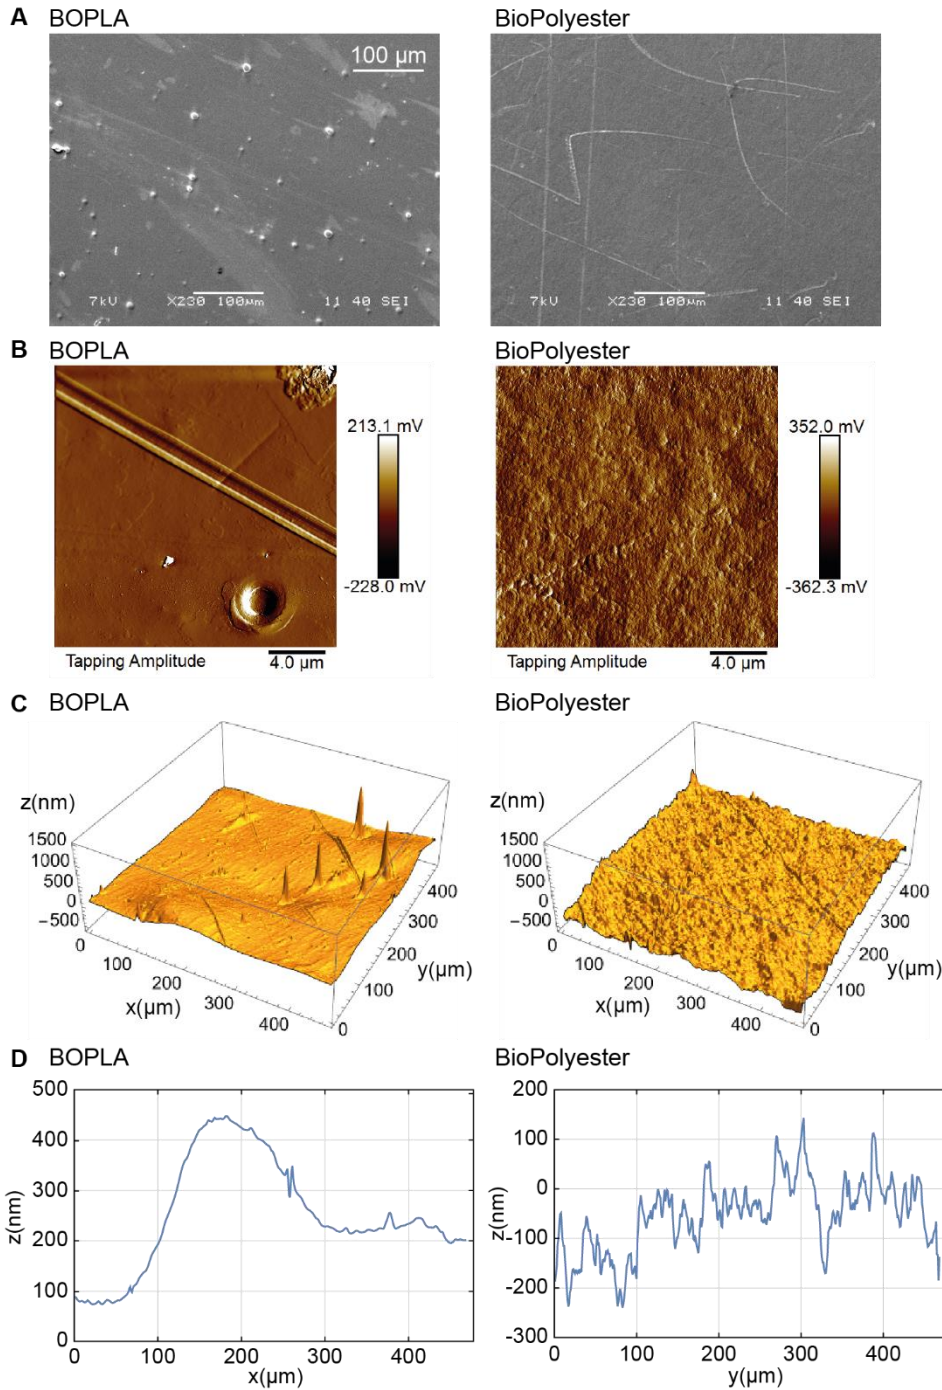 A BOPLA BioPolyester
100 µm
7kV X230 100µm 11 40 SEI
7kV X230 100µm 11 40 SEI
B BOPLA BioPolyester
213.1 mV
-228.0 mV
Tapping Amplitude 4.0 µm
352.0 mV
-362.3 mV
Tapping Amplitude 4.0 µm
C BOPLA BioPolyester
z(nm)
1500
1000
500
0
−500
0
100
200
300
400
x(µm)
0
100
200
300
400
y(µm)
z(nm)
1500
1000
500
0
−500
0
100
200
300
400
x(µm)
0
100
200
300
400
y(µm)
D BOPLA BioPolyester
500
400
300
200
100
0
z(nm)
0 100 200 300 400
x(µm)
200
100
0
-100
-200
-300
z(nm)
0 100 200 300 400
y(µm)